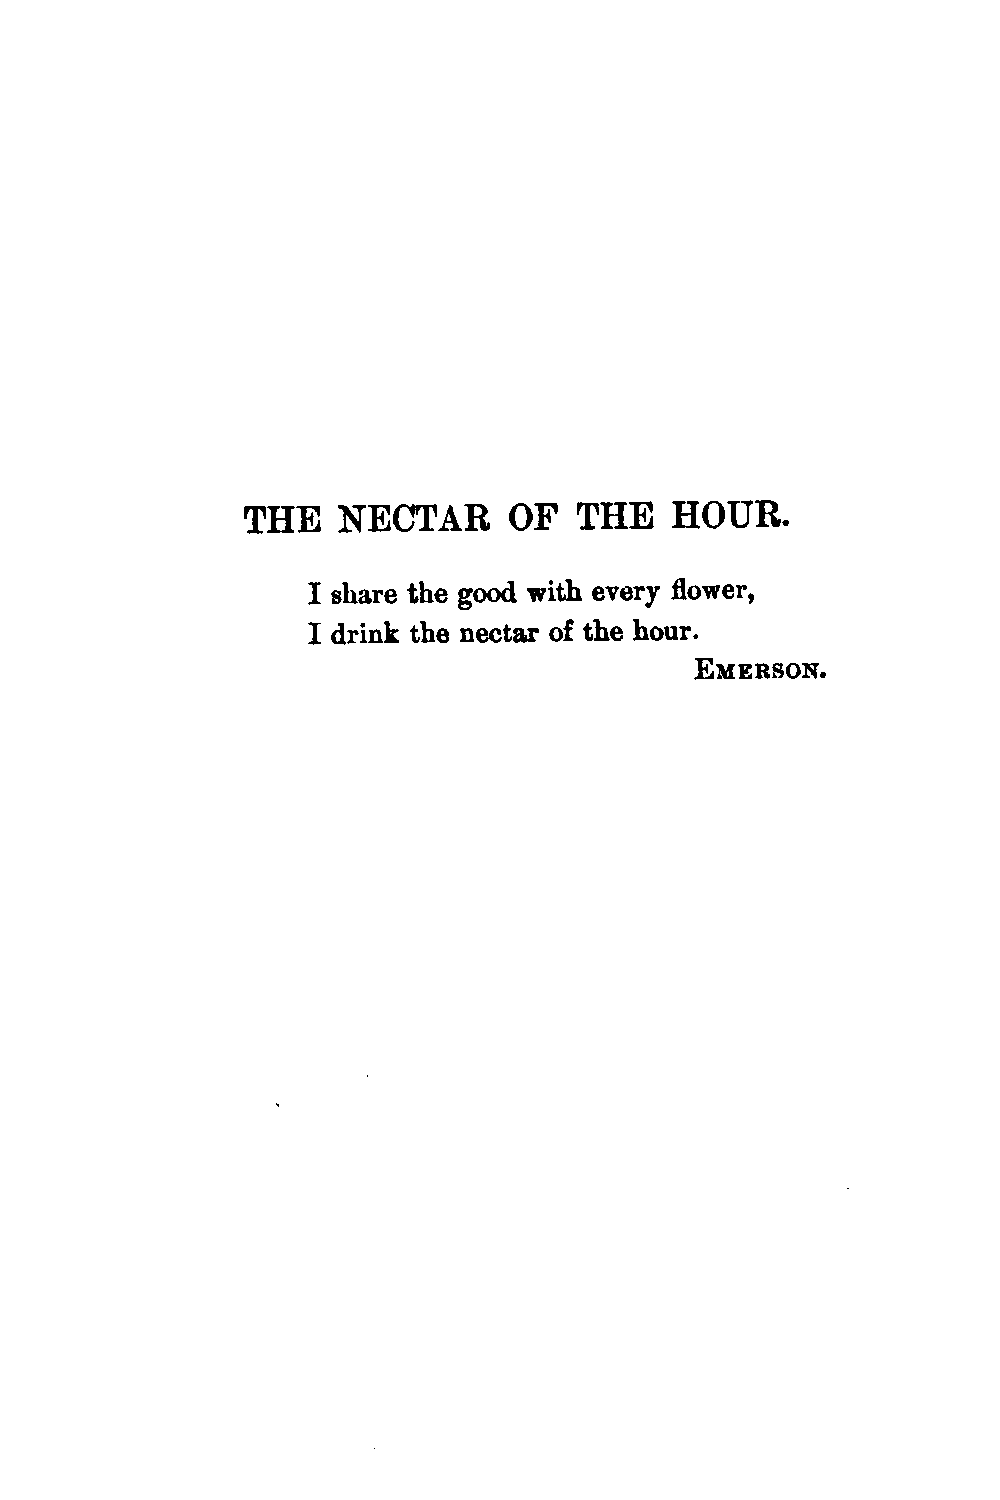 THE NECTAR OF THE HOUR.
I share the good with every flower,
I drink the nectar of the hour.
EMERSON.